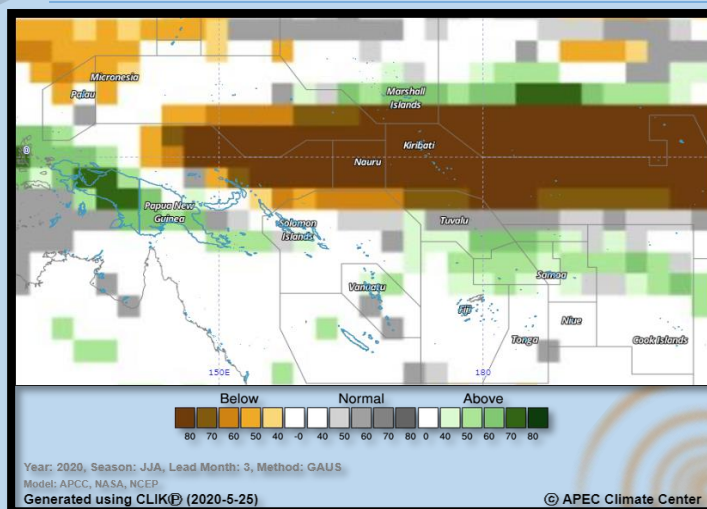 Micronesia
Palau
Marshall
Islands
Kiribati
Nauru
Papua New
Guinea
Solomon
Islands
Tuvalu
Samoa
Vanuatu
Fiji
Niue
Tonga
Cook Islands
150E
180
Below Normal Above
80 70 60 50 40 -0 40 50 60 70 80 0 40 50 60 70 80
Year: 2020, Season: JJA, Lead Month: 3, Method: GAUS
Model: APCC, NASA, NCEP
Generated using CLIKⓅ (2020-5-25)
© APEC Climate Center